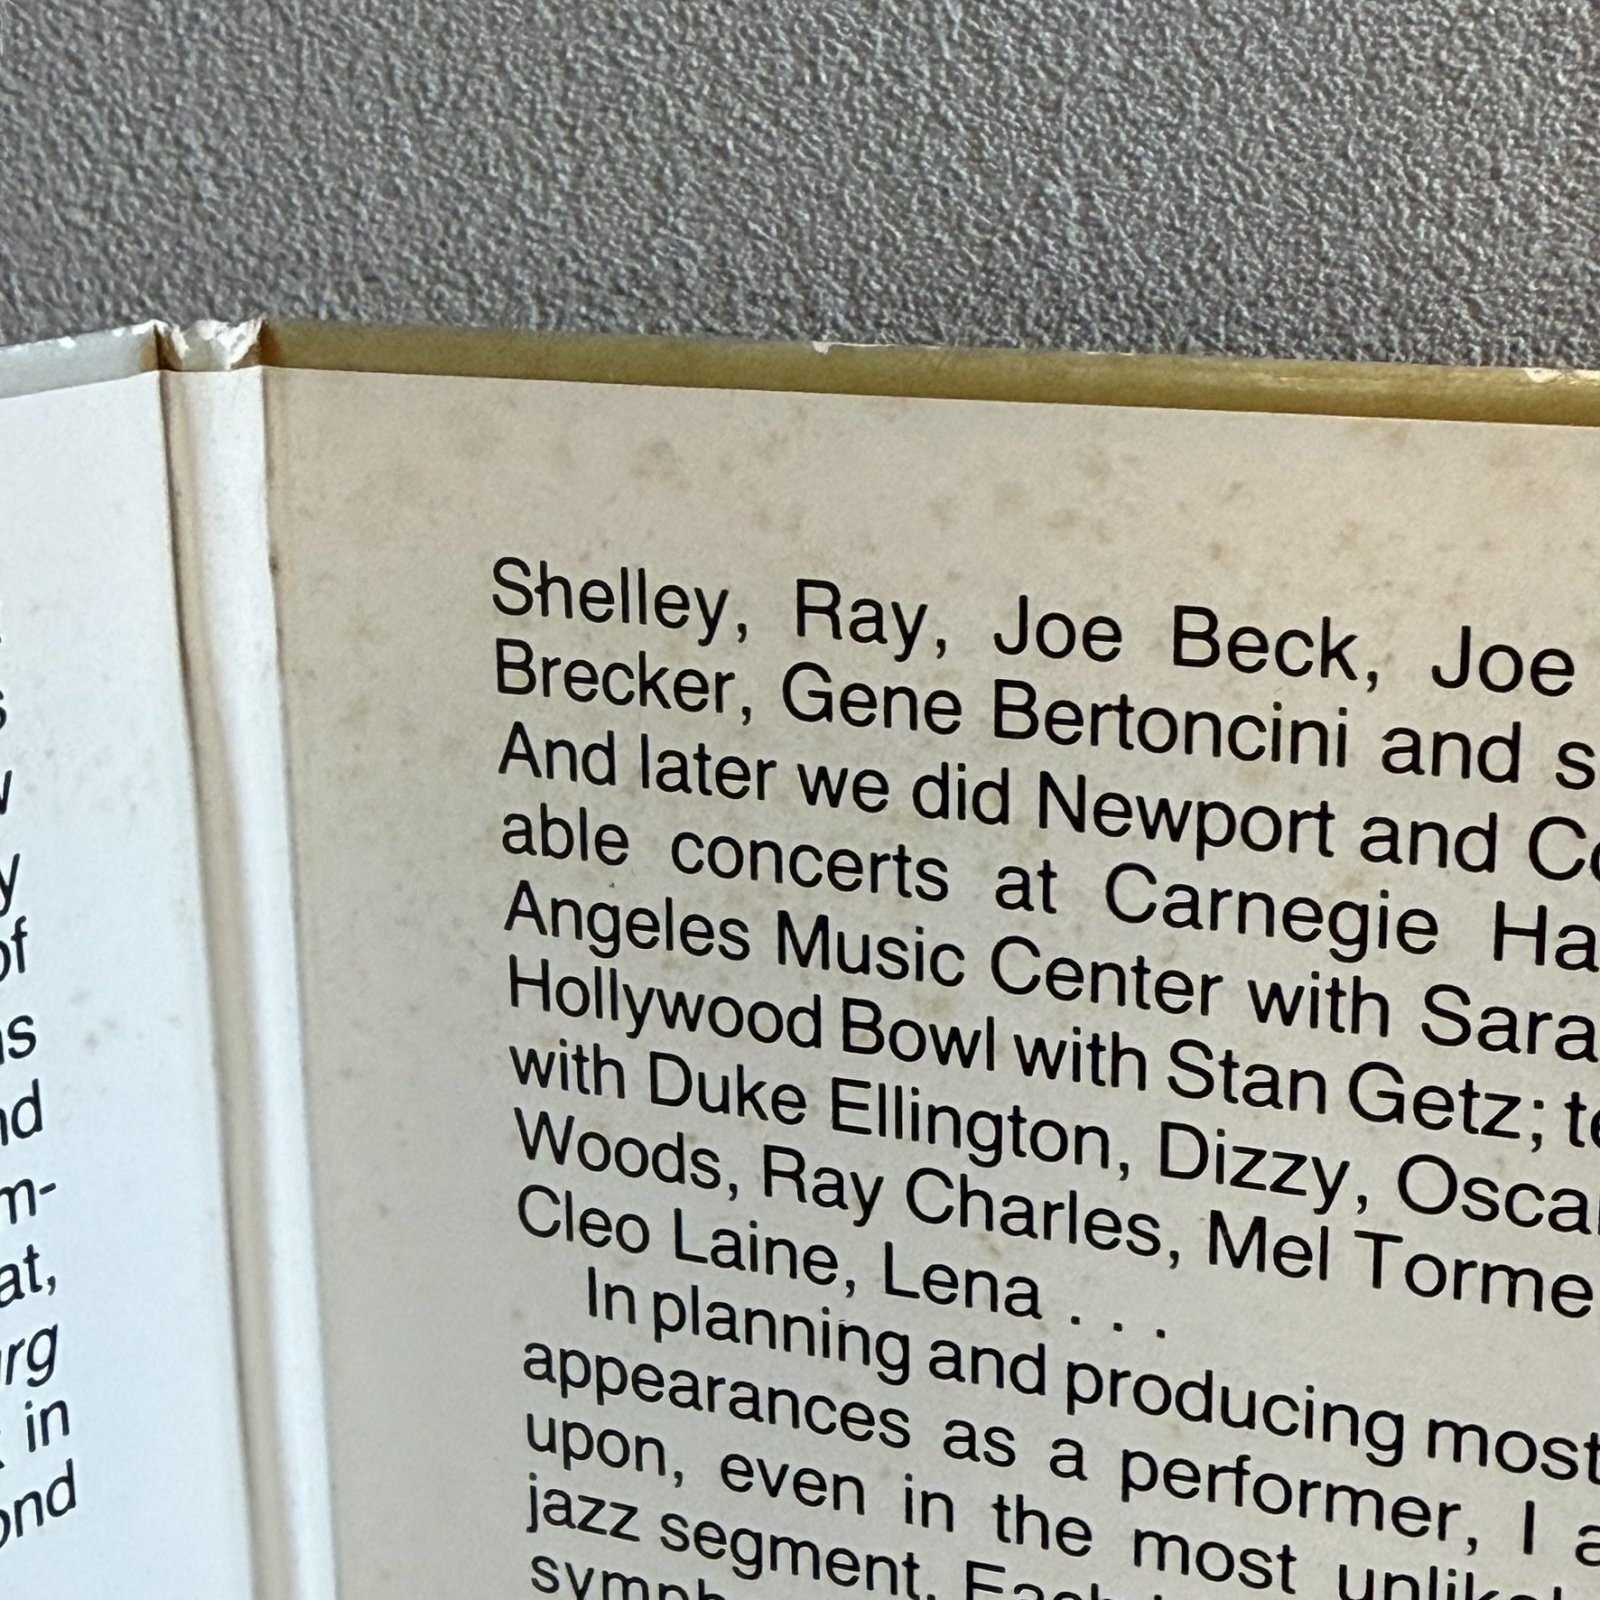 of
in
Shelley, Ray, Joe Beck, Joe
Brecker, Gene Bertoncini and
And later we did Newport and
able concerts at Carnegie
Angeles Music Center with
Hollywood Bowl with Stan Getz;
with Duke Ellington, Dizzy,
Woods, Ray Charles, Mel Torme
Cleo Laine, Lena . . .
In planning and producing most
appearances as a performer, I
upon, even in the most
jazz segment.